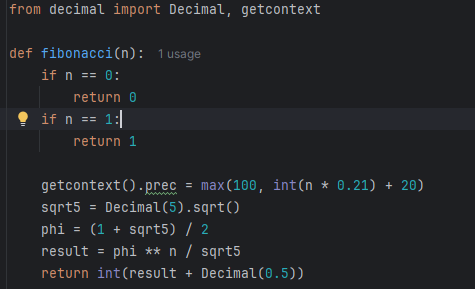 from decimal import Decimal, getcontext
def fibonacci(n): 1 usage
    if n == 0:
        return 0
    if n == 1:
        return 1
    getcontext().prec = max(100, int(n * 0.21) + 20)
    sqrt5 = Decimal(5).sqrt()
    phi = (1 + sqrt5) / 2
    result = phi ** n / sqrt5
    return int(result + Decimal(0.5))